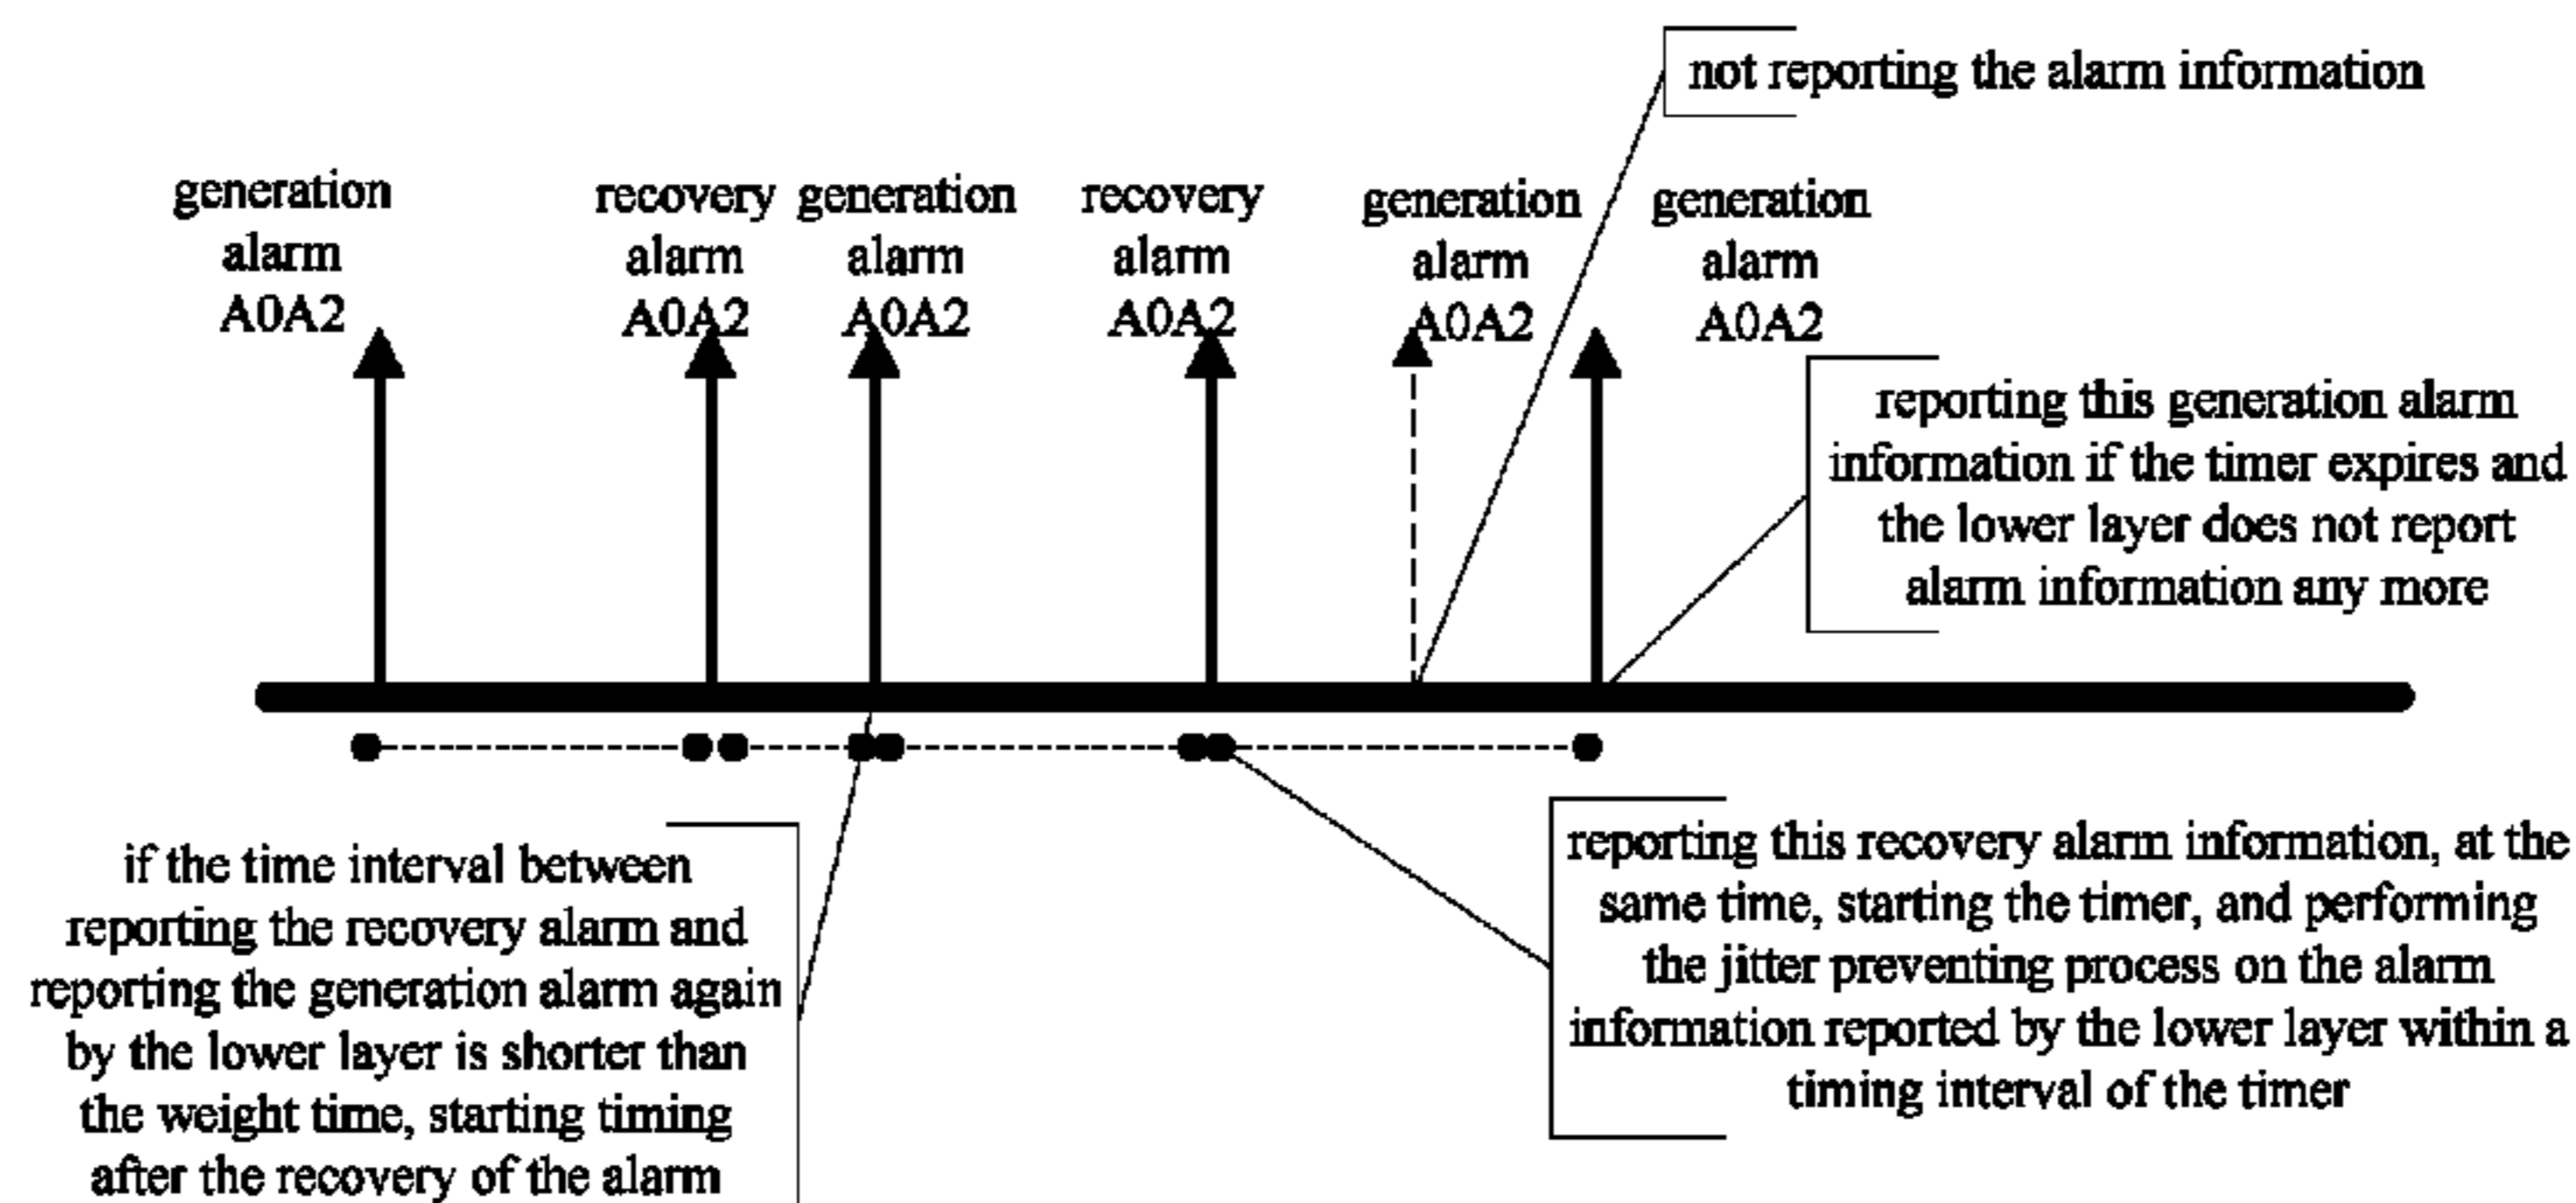 not reporting the alarm information
generation
alarm
A0A2
recovery
alarm
A0A2
generation
alarm
A0A2
recovery
alarm
A0A2
generation
alarm
A0A2
generation
alarm
A0A2
reporting this generation alarm
information if the timer expires and
the lower layer does not report
alarm information any more
if the time interval between
reporting the recovery alarm and
reporting the generation alarm again
by the lower layer is shorter than
the weight time, starting timing
after the recovery of the alarm
reporting this recovery alarm information, at the
same time, starting the timer, and performing
the jitter preventing process on the alarm
information reported by the lower layer within a
timing interval of the timer